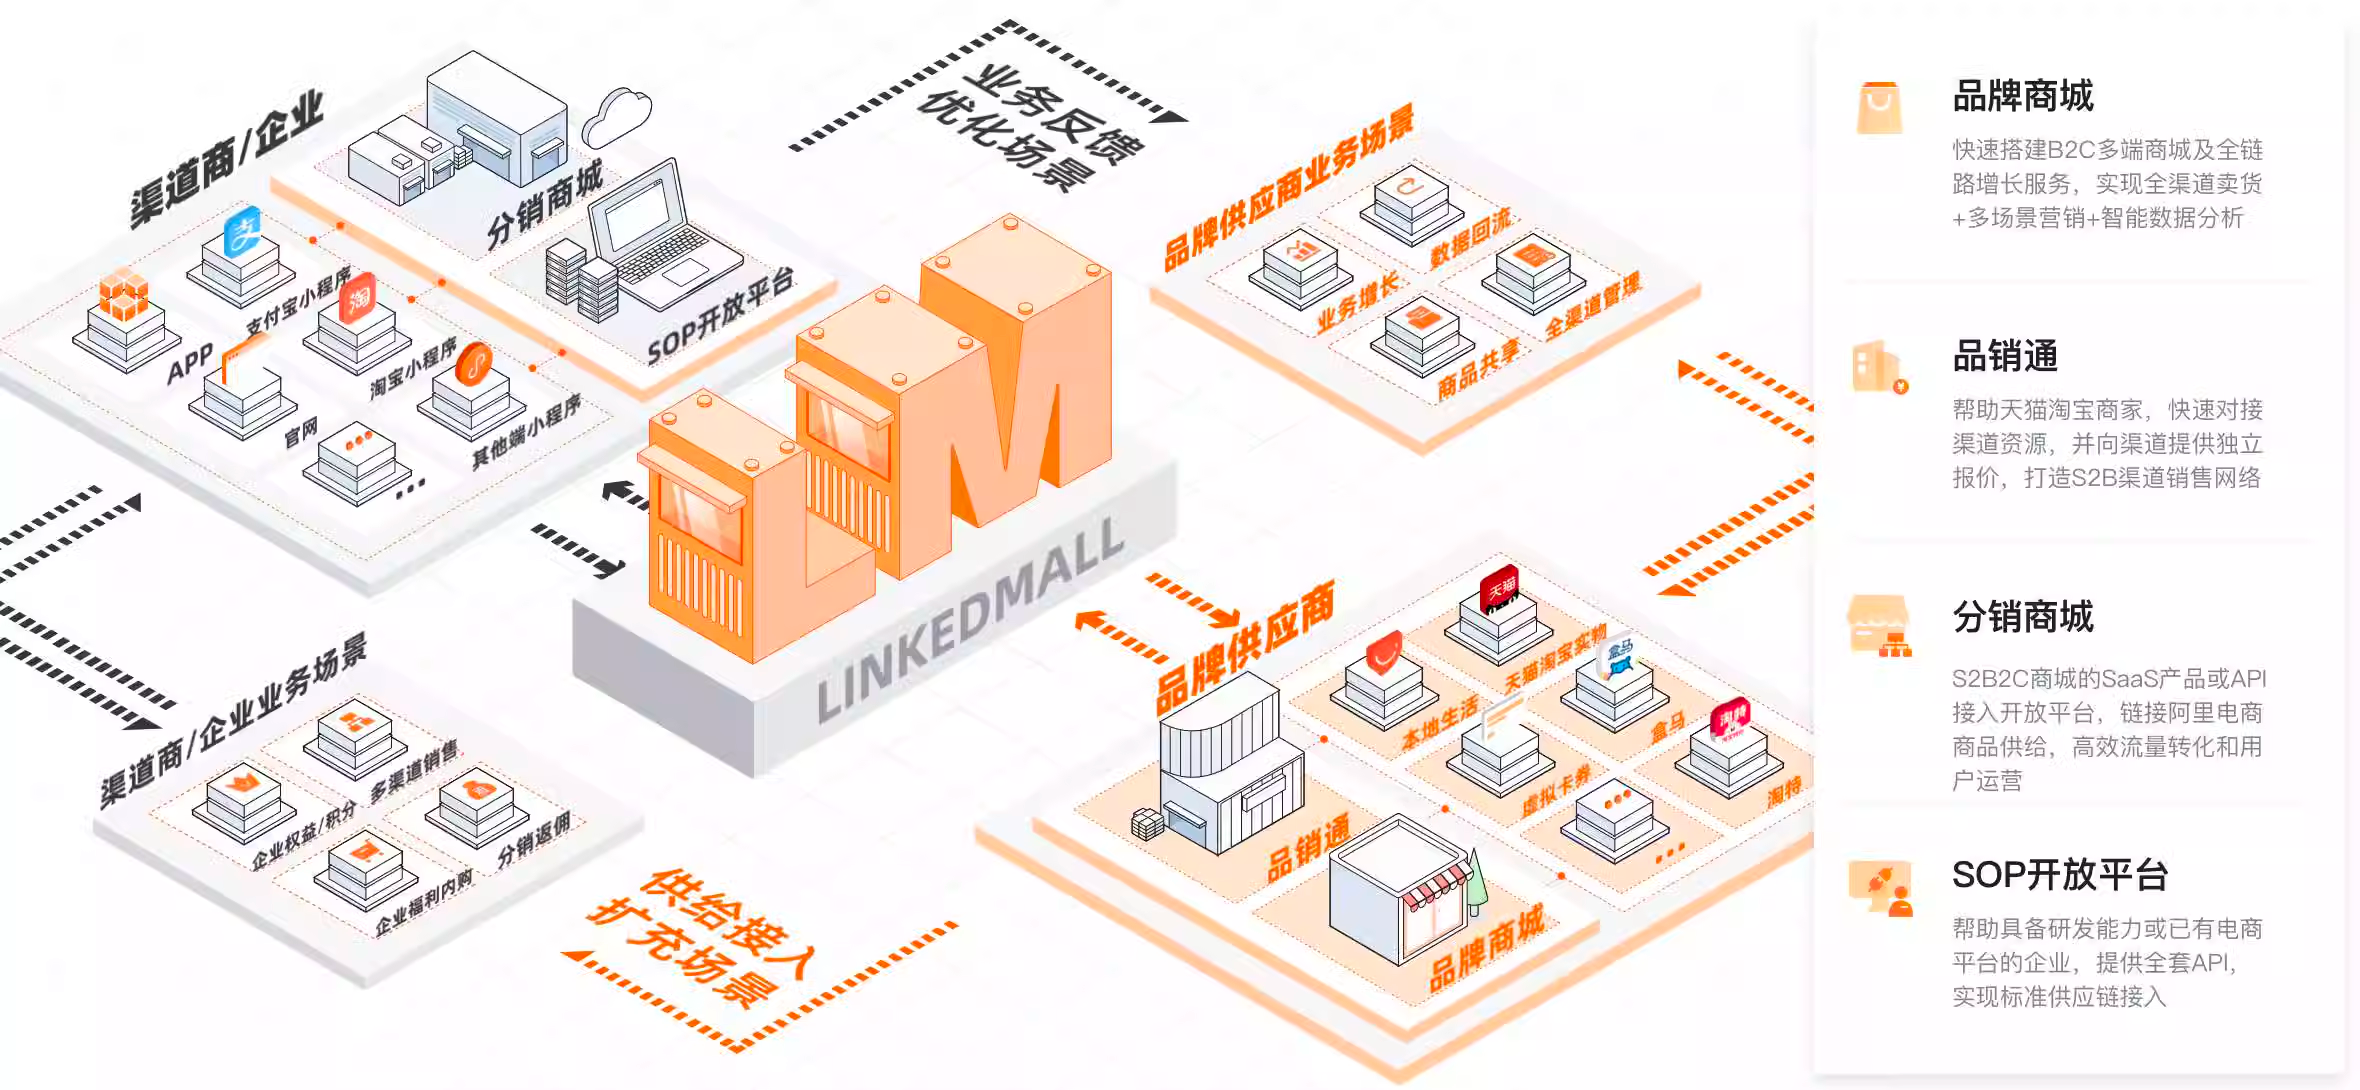 渠道商/企业
分销商城
SOP开放平台
支
支付宝小程序
淘
淘宝小程序
APP
官网
其他端小程序
业务反馈
优化场景
品牌供应商业务场景
数据回流
业务增长
全渠道管理
商品共享
LINKEDMALL
渠道商/企业业务场景
多渠道销售
企业权益/积分
分销返佣
企业福利内购
供给接入
扩充场景
品牌供应商
天猫
天猫淘宝实物
本地生活
盒马
盒马
淘特
淘特
虚拟卡券
品销通
品牌商城
品牌商城
快速搭建B2C多端商城及全链
路增长服务，实现全渠道卖货
+多场景营销+智能数据分析
品销通
¥
帮助天猫淘宝商家，快速对接
渠道资源，并向渠道提供独立
报价，打造S2B渠道销售网络
分销商城
S2B2C商城的SaaS产品或API
接入开放平台，链接阿里电商
商品供给，高效流量转化和用
户运营
SOP开放平台
帮助具备研发能力或已有电商
平台的企业，提供全套API，
实现标准供应链接入